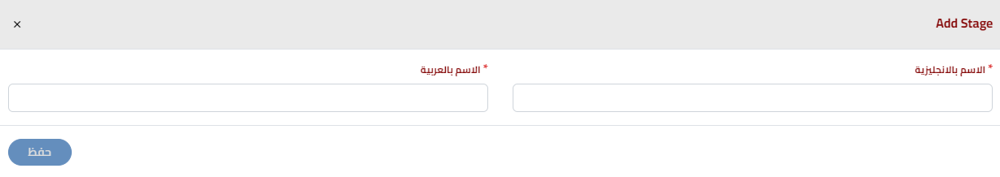 Add Stage
×
* الاسم بالانجليزية
* الاسم بالعربية
حفظ